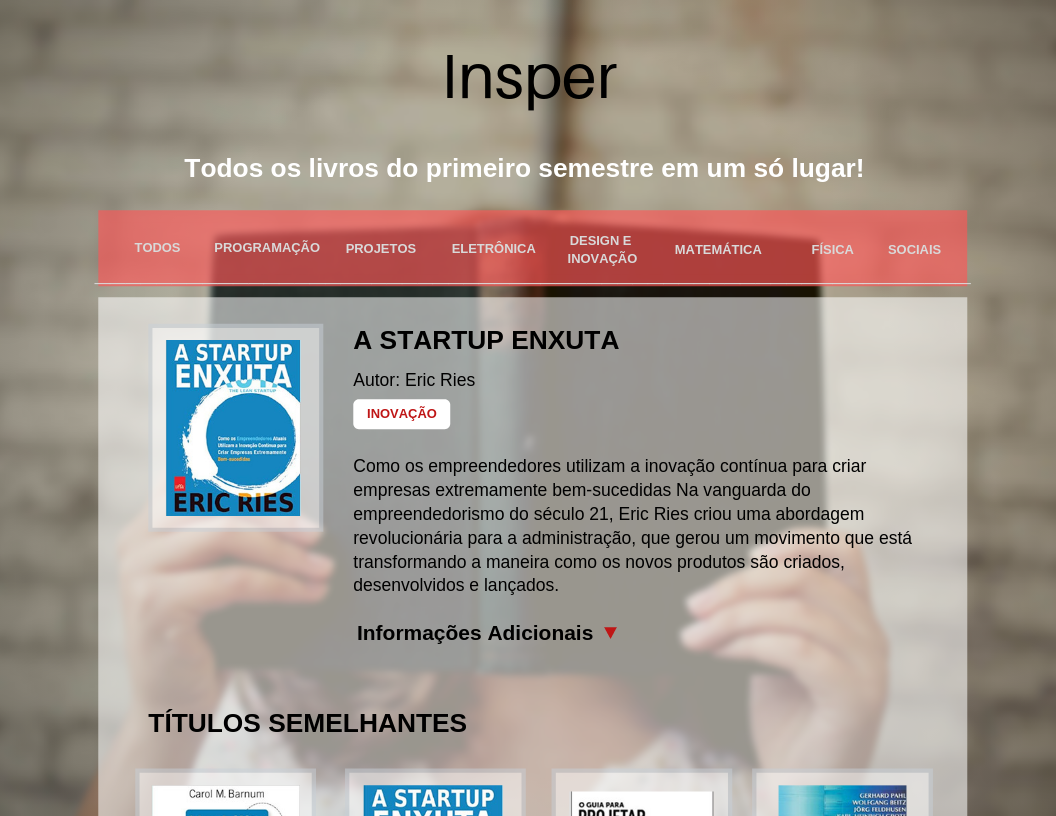 Insper
Todos os livros do primeiro semestre em um só lugar!
TODOS
PROGRAMAÇÃO
PROJETOS
ELETRÔNICA
DESIGN E
INOVAÇÃO
MATEMÁTICA
FÍSICA
SOCIAIS
A STARTUP
ENXUTA
THE LEAN STARTUP
Como os Empreendedores Atuais
Utilizam a Inovação Contínua para
Criar Empresas Extremamente
Bem-sucedidas
ERIC RIES
A STARTUP ENXUTA
Autor: Eric Ries
INOVAÇÃO
Como os empreendedores utilizam a inovação contínua para criar
empresas extremamente bem-sucedidas Na vanguarda do
empreendedorismo do século 21, Eric Ries criou uma abordagem
revolucionária para a administração, que gerou um movimento que está
transformando a maneira como os novos produtos são criados,
desenvolvidos e lançados.
Informações Adicionais ▼
TÍTULOS SEMELHANTES
Carol M. Barnum
A STARTUP
O GUIA PARA
PROJETAR
GERHARD PAHL
WOLFGANG BEITZ
JÖRG FELDHUSEN